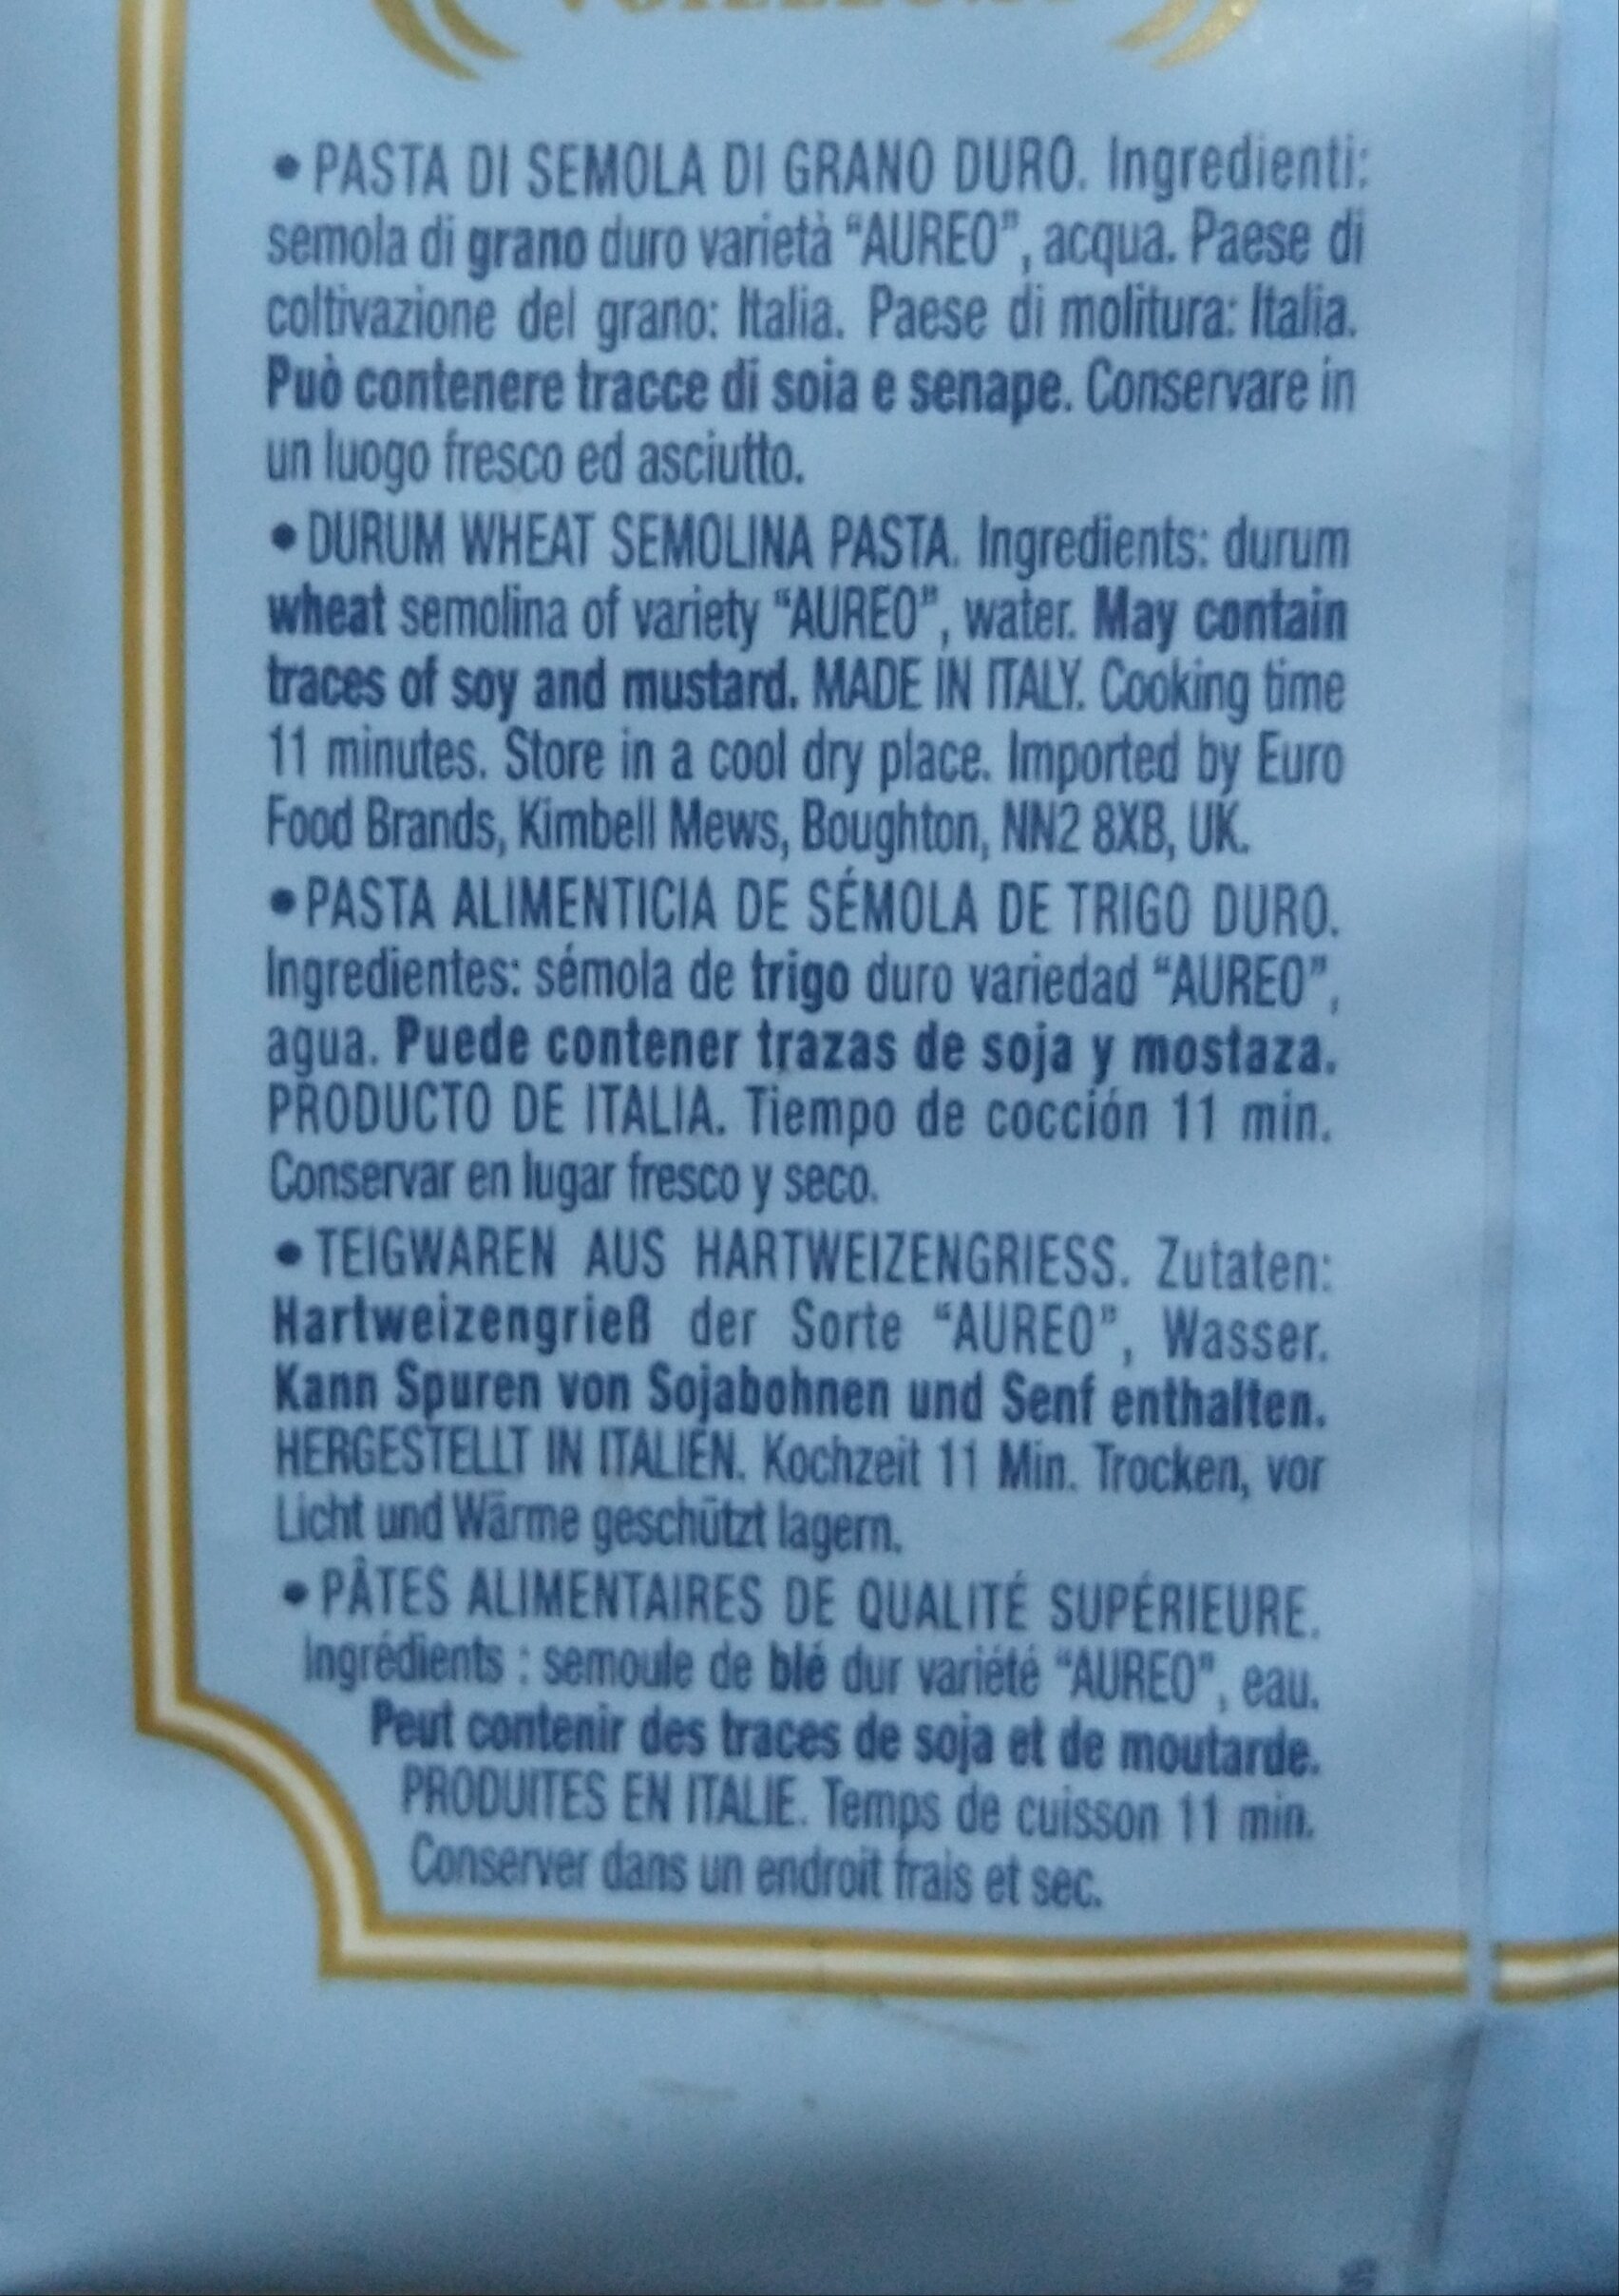 • PASTA DI SEMOLA DI GRANO DURO. Ingredienti:
semola di grano duro varietà “AUREO”, acqua. Paese di
coltivazione del grano: Italia. Paese di molitura: Italia.
Può contenere tracce di soia e senape. Conservare in
un luogo fresco ed asciutto.
• DURUM WHEAT SEMOLINA PASTA. Ingredients: durum
wheat semolina of variety “AUREO”, water. May contain
traces of soy and mustard. MADE IN ITALY. Cooking time
11 minutes. Store in a cool dry place. Imported by Euro
Food Brands, Kimbell Mews, Boughton, NN2 8XB, UK.
• PASTA ALIMENTICIA DE SÉMOLA DE TRIGO DURO.
Ingredientes: sémola de trigo duro variedad “AUREO”,
agua. Puede contener trazas de soja y mostaza.
PRODUCTO DE ITALIA. Tiempo de cocción 11 min.
Conservar en lugar fresco y seco.
• TEIGWAREN AUS HARTWEIZENGRIESS. Zutaten:
Hartweizengrieß der Sorte “AUREO”, Wasser.
Kann Spuren von Sojabohnen und Senf enthalten.
HERGESTELLT IN ITALIEN. Kochzeit 11 Min. Trocken, vor
Licht und Wärme geschützt lagern.
• PÂTES ALIMENTAIRES DE QUALITÉ SUPÉRIEURE.
Ingrédients : semoule de blé dur variété “AUREO”, eau.
Peut contenir des traces de soja et de moutarde.
PRODUITES EN ITALIE. Temps de cuisson 11 min.
Conserver dans un endroit frais et sec.